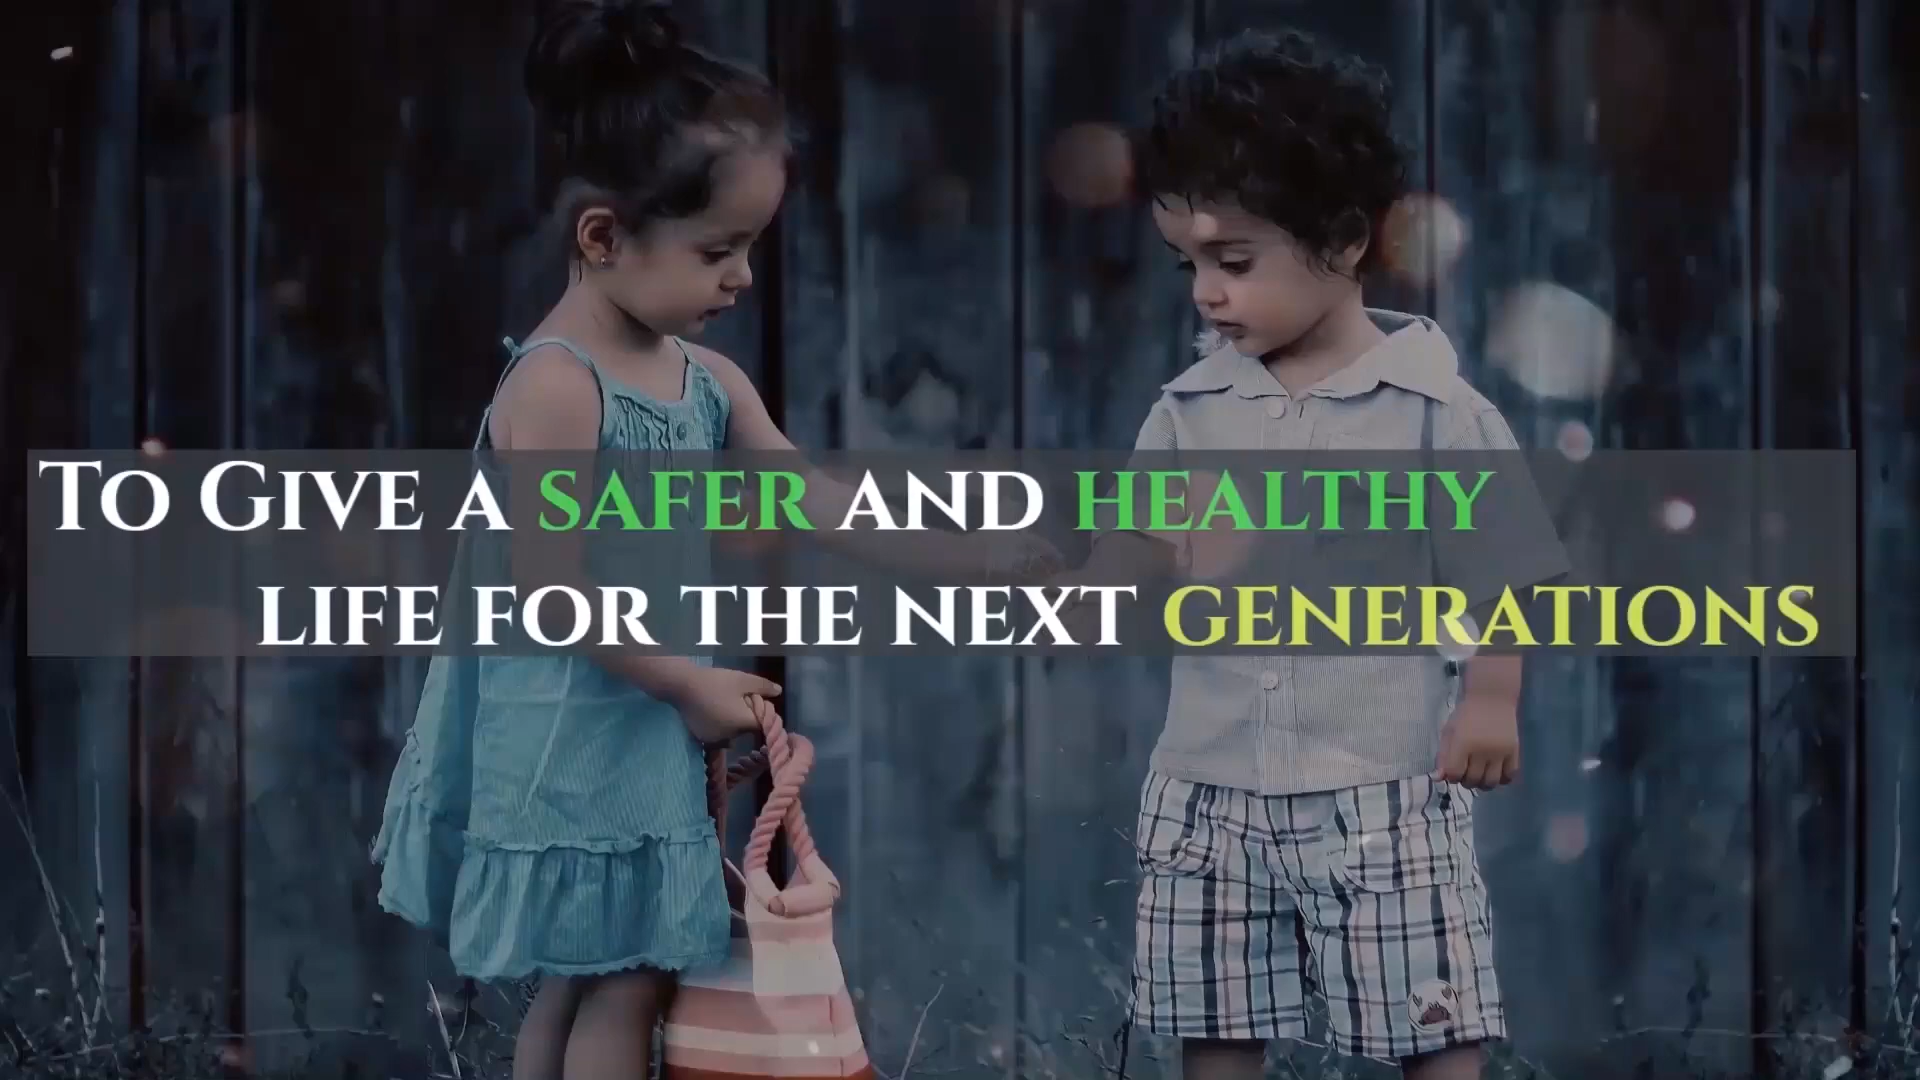 To Give a safer and healthy
life for the next generations